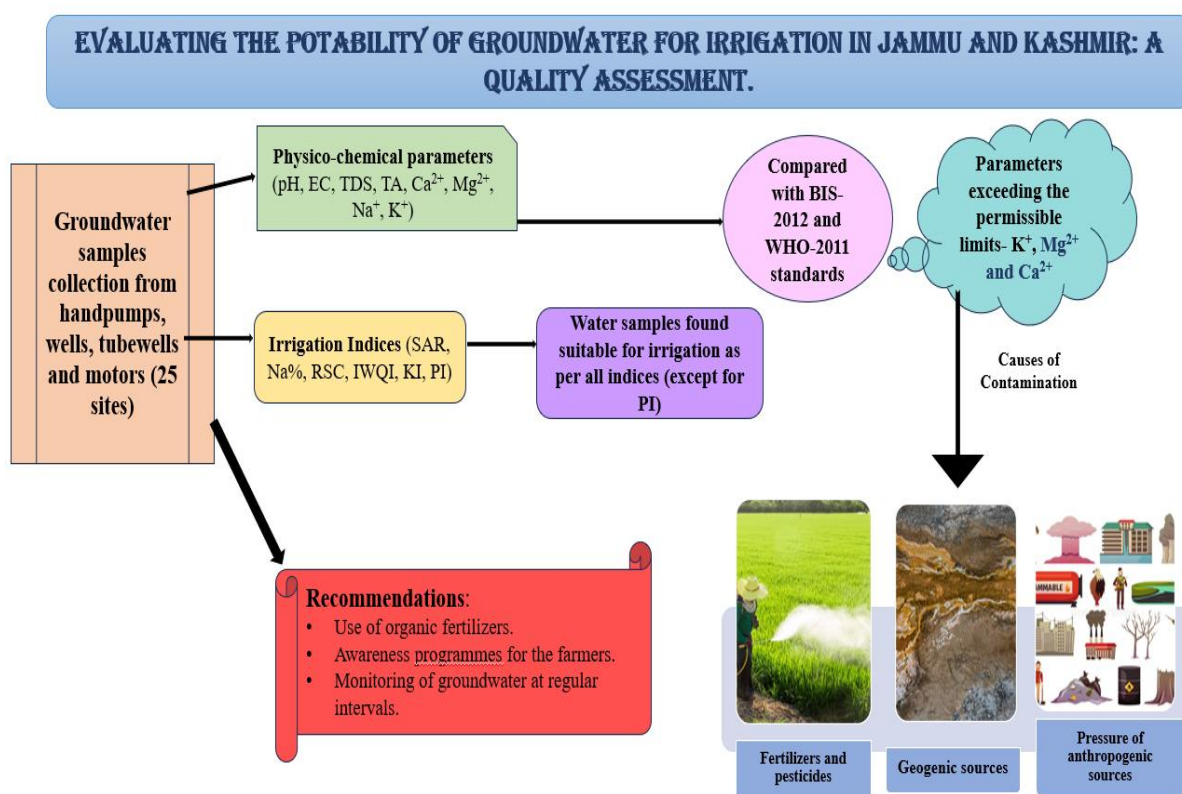 EVALUATING THE POTABILITY OF GROUNDWATER FOR IRRIGATION IN JAMMU AND KASHMIR: A
QUALITY ASSESSMENT.
Groundwater
samples
collection from
handpumps,
wells, tubewells
and motors (25
sites)
Physico-chemical parameters
(pH, EC, TDS, TA, Ca²⁺, Mg²⁺,
Na⁺, K⁺)
Compared
with BIS-
2012 and
WHO-2011
standards
Parameters
exceeding the
permissible
limits- K⁺, Mg²⁺
and Ca²⁺
Irrigation Indices (SAR,
Na%, RSC, IWQI, KI, PI)
Water samples found
suitable for irrigation as
per all indices (except for
PI)
Causes of
Contamination
Recommendations:
• Use of organic fertilizers.
• Awareness programmes for the farmers.
• Monitoring of groundwater at regular
intervals.
AMMABLE
Fertilizers and
pesticides
Geogenic sources
Pressure of
anthropogenic
sources